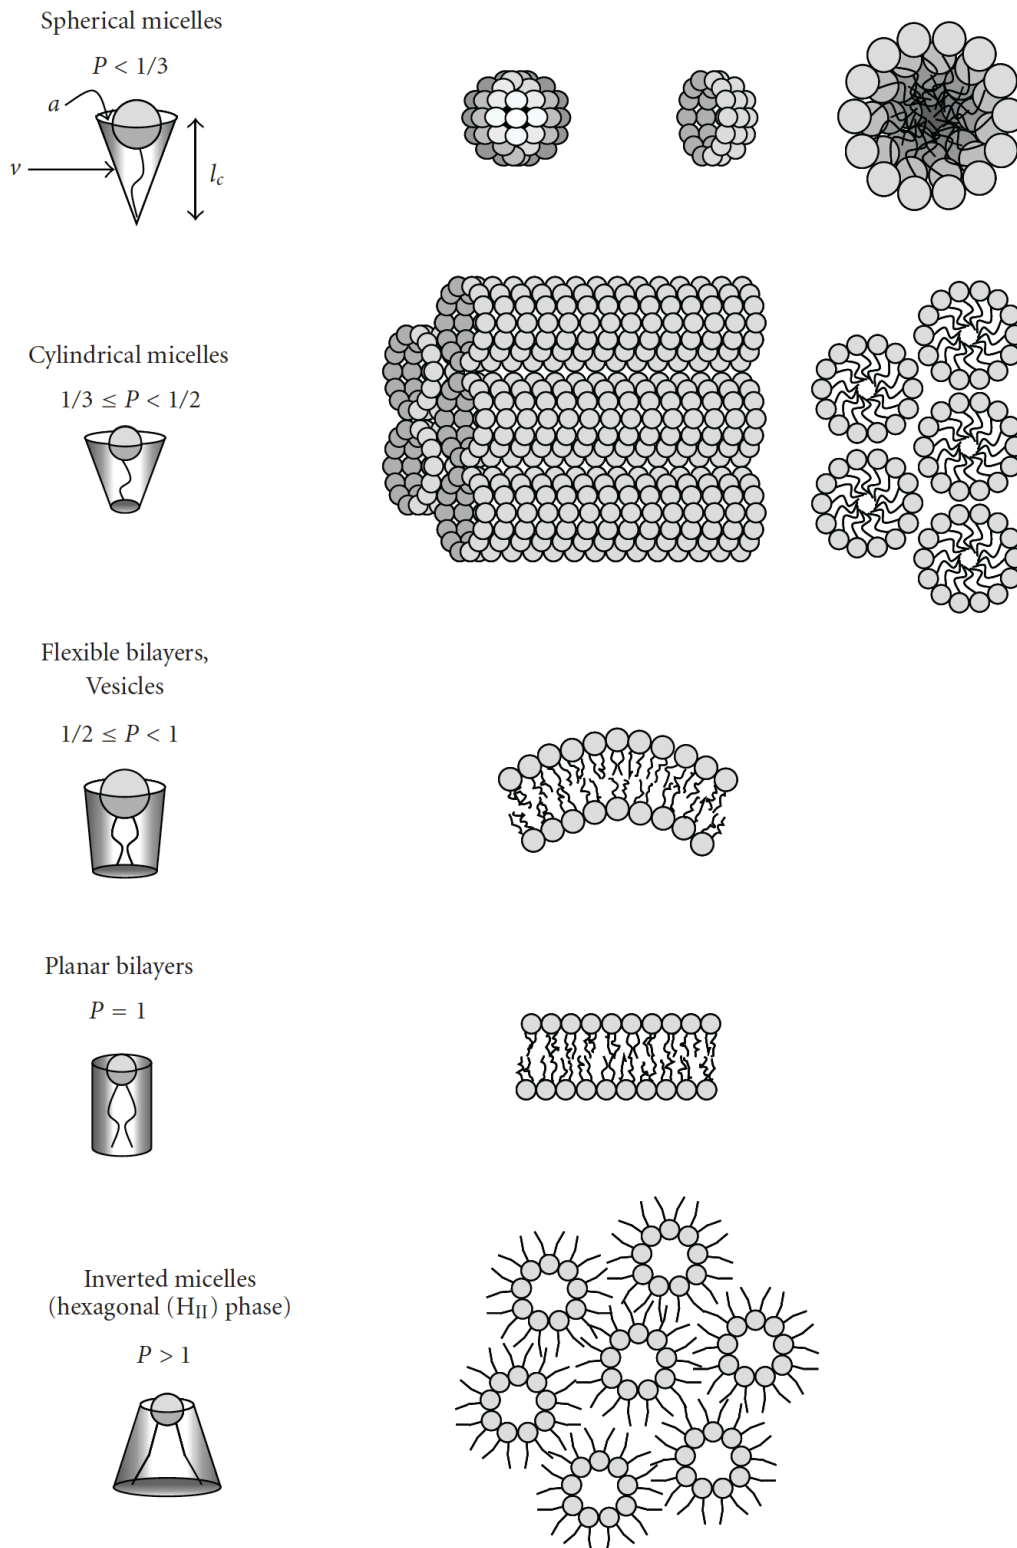 Spherical micelles
P < 1/3
a
v
l_c
Cylindrical micelles
1/3 ≤ P < 1/2
Flexible bilayers,
Vesicles
1/2 ≤ P < 1
Planar bilayers
P = 1
Inverted micelles
(hexagonal (H_II) phase)
P > 1